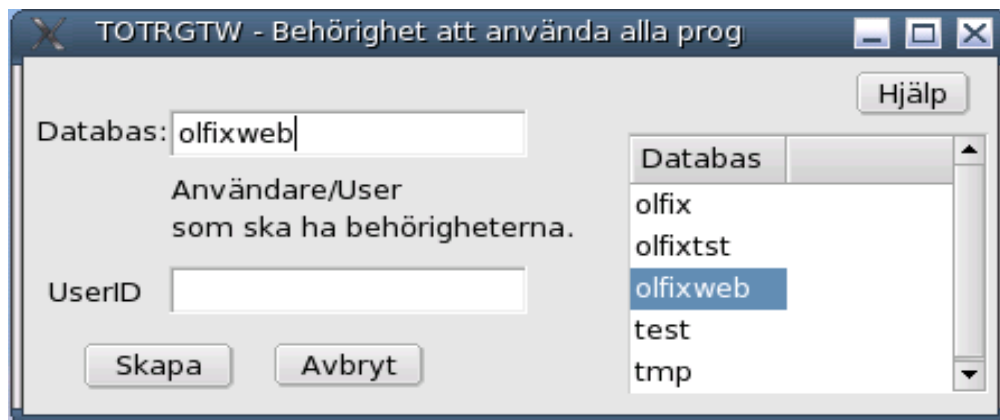 TOTRGTW - Behörighet att använda alla prog
Hjälp
Databas: olfixweb
Användare/User
som ska ha behörigheterna.
UserID
Skapa Avbryt
Databas
olfix
olfixtst
olfixweb
test
tmp